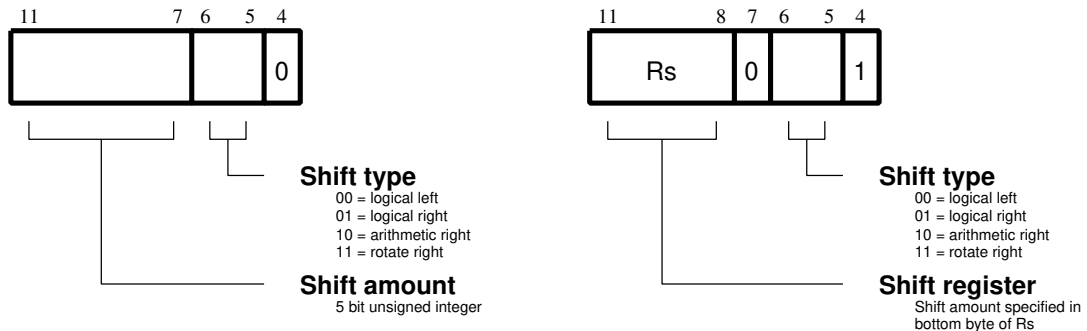 11 7 6 5 4
0
Shift type
00 = logical left
01 = logical right
10 = arithmetic right
11 = rotate right
Shift amount
5 bit unsigned integer
11 8 7 6 5 4
Rs 0 1
Shift type
00 = logical left
01 = logical right
10 = arithmetic right
11 = rotate right
Shift register
Shift amount specified in
bottom byte of Rs